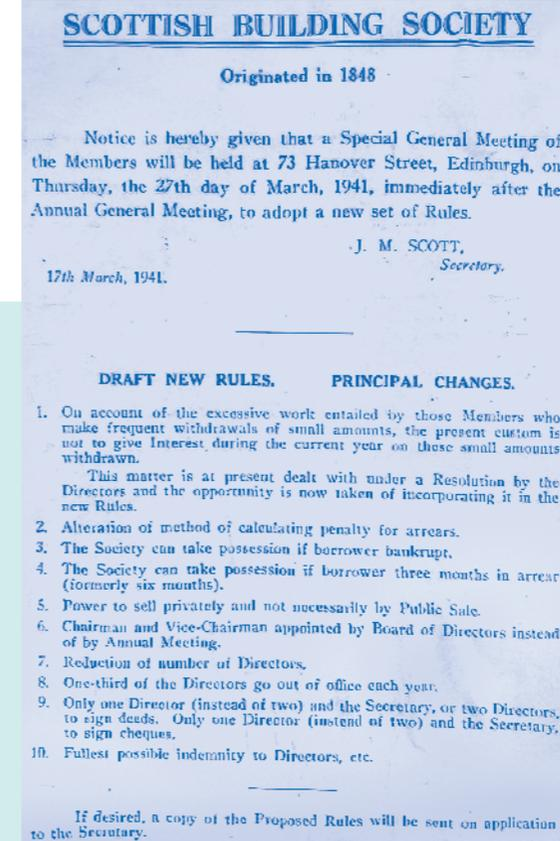 SCOTTISH BUILDING SOCIETY
Originated in 1848
Notice is hereby given that a Special General Meeting of
the Members will be held at 73 Hanover Street, Edinburgh, on
Thursday, the 27th day of March, 1941, immediately after the
Annual General Meeting, to adopt a new set of Rules.
J. M. SCOTT,
Secretary.
17th March, 1941.
DRAFT NEW RULES. PRINCIPAL CHANGES.
1. On account of the excessive work entailed by those Members who
make frequent withdrawals of small amounts, the present custom is
not to give Interest during the current year on those small amounts
withdrawn.
This matter is at present dealt with under a Resolution by the
Directors and the opportunity is now taken of incorporating it in the
new Rules.
2. Alteration of method of calculating penalty for arrears.
3. The Society can take possession if borrower bankrupt.
4. The Society can take possession if borrower three months in arrear
(formerly six months).
5. Power to sell privately and not necessarily by Public Sale.
6. Chairman and Vice-Chairman appointed by Board of Directors instead
of by Annual Meeting.
7. Reduction of number of Directors.
8. One-third of the Directors go out of office each year.
9. Only one Director (instead of two) and the Secretary, or two Directors,
to sign deeds. Only one Director (instead of two) and the Secretary,
to sign cheques.
10. Fullest possible indemnity to Directors, etc.
If desired, a copy of the Proposed Rules will be sent on application
to the Secretary.